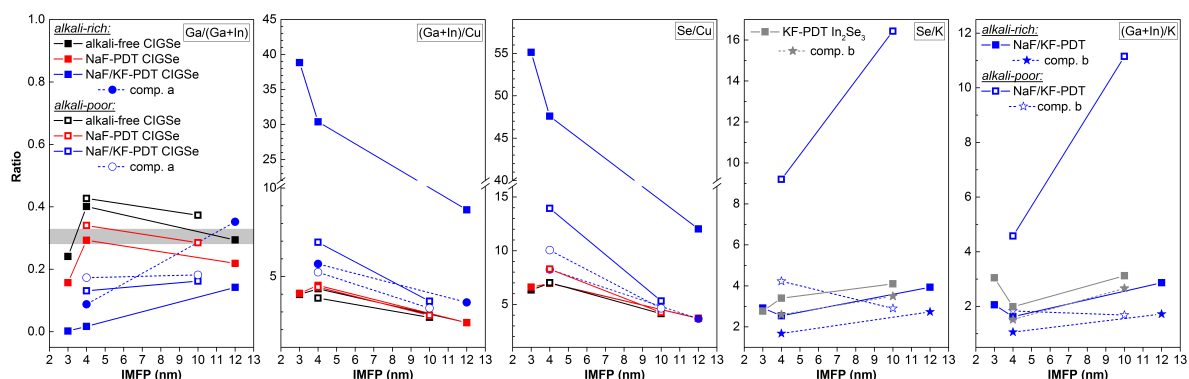 Ratio
1.0
0.8
0.6
0.4
0.2
0.0
Ga/(Ga+In)
alkali-rich:
alkali-free CIGSe
NaF-PDT CIGSe
NaF/KF-PDT CIGSe
comp. a
alkali-poor:
alkali-free CIGSe
NaF-PDT CIGSe
NaF/KF-PDT CIGSe
comp. a
2 3 4 5 6 7 8 9 10 11 12 13
IMFP (nm)
(Ga+In)/Cu
45
40
35
30
25
20
15
10
5
2 3 4 5 6 7 8 9 10 11 12 13
IMFP (nm)
Se/Cu
55
50
45
40
15
10
5
2 3 4 5 6 7 8 9 10 11 12 13
IMFP (nm)
Se/K
KF-PDT In2Se3
comp. b
16
14
12
10
8
6
4
2
2 3 4 5 6 7 8 9 10 11 12 13
IMFP (nm)
(Ga+In)/K
alkali-rich:
NaF/KF-PDT
comp. b
alkali-poor:
NaF/KF-PDT
comp. b
12
10
8
6
4
2
0
2 3 4 5 6 7 8 9 10 11 12 13
IMFP (nm)